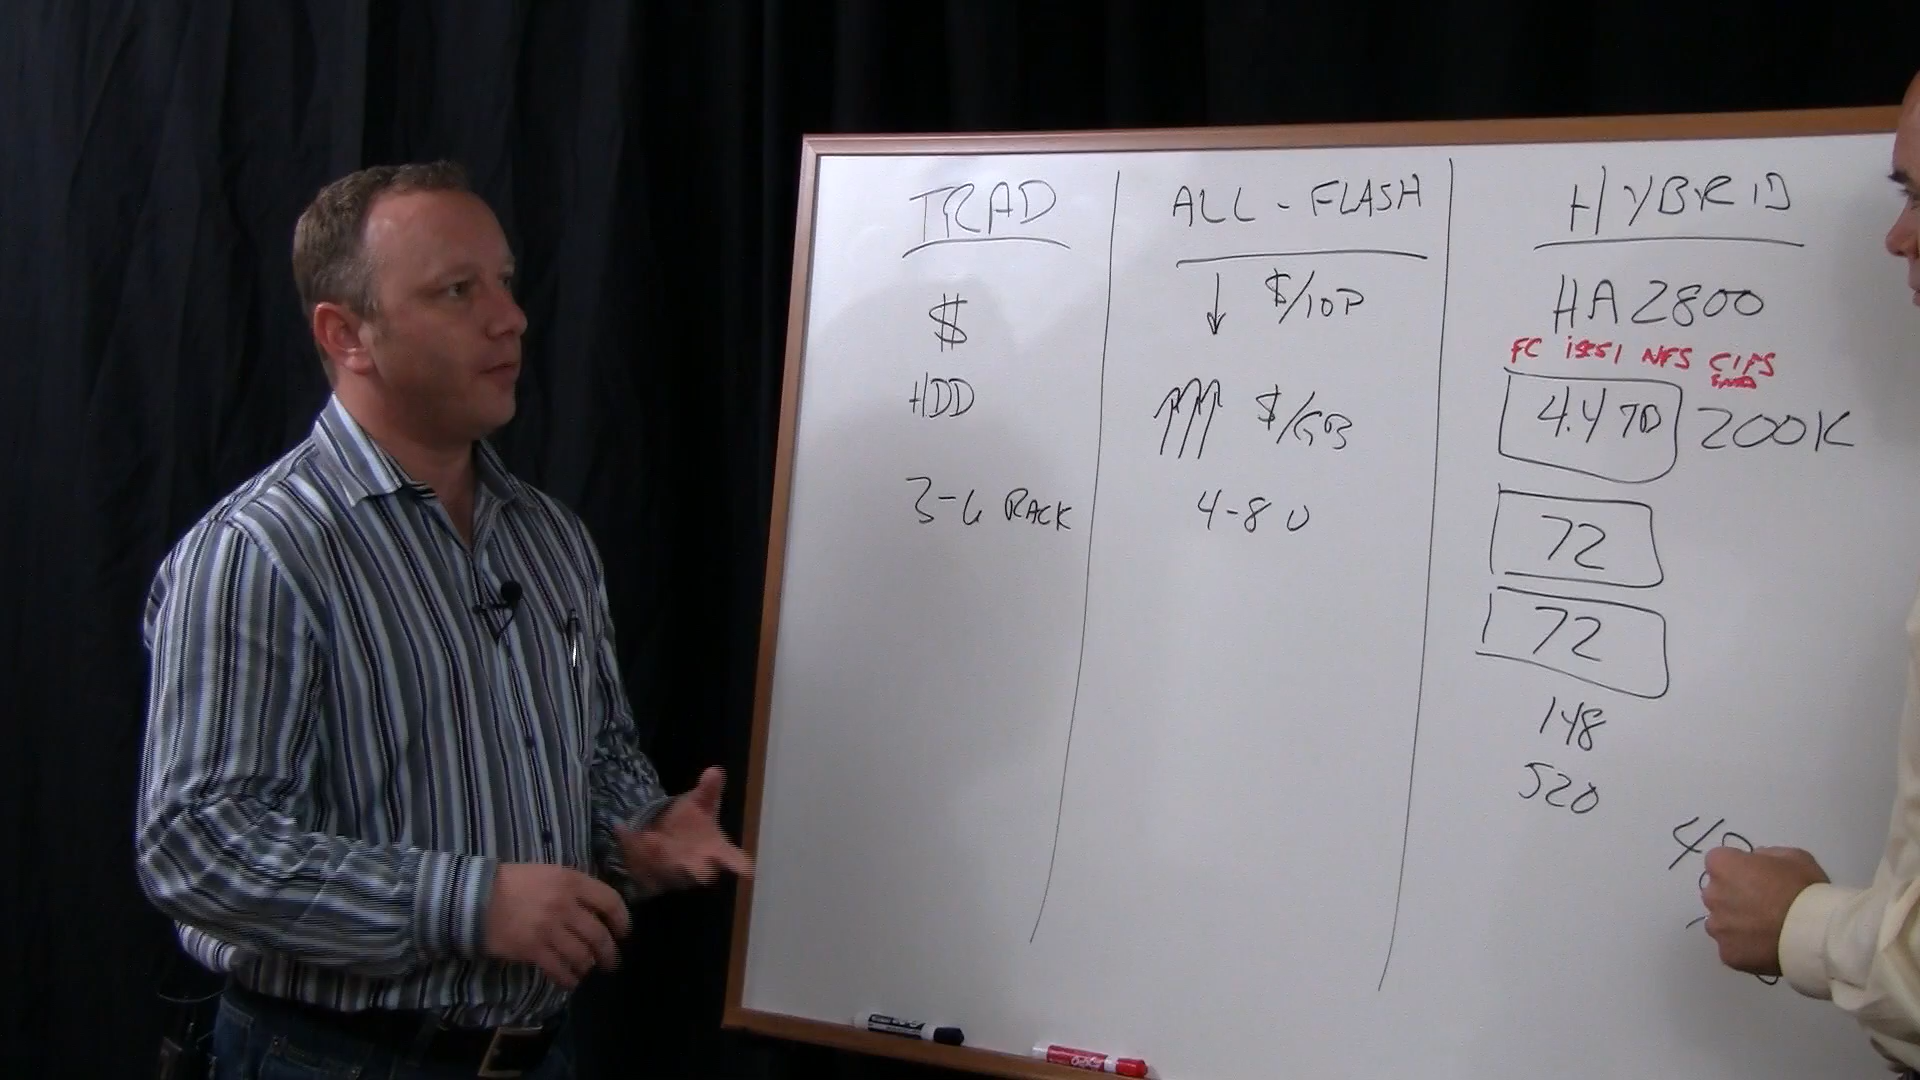 TRAD
$
HDD
3-6 RACK
ALL - FLASH
↓ $/IOP
↑↑↑ $/GB
4-8 U
HYBRID
HA2800
FC iSCSI NFS CIFS
SMB
4.4 TB 200K
72
72
148
520